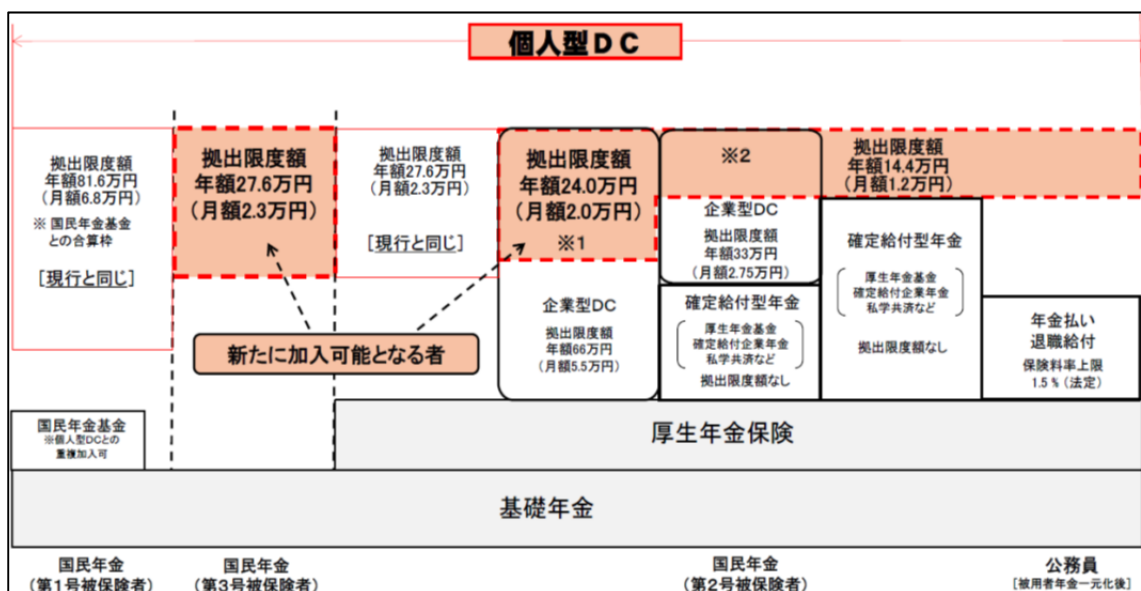 個人型DC
拠出限度額
年額81.6万円
(月額6.8万円)
※国民年金基金
との合算枠
[現行と同じ]
拠出限度額
年額27.6万円
(月額2.3万円)
拠出限度額
年額27.6万円
(月額2.3万円)
[現行と同じ]
拠出限度額
年額24.0万円
(月額2.0万円)
※1
※2
拠出限度額
年額14.4万円
(月額1.2万円)
企業型DC
拠出限度額
年額33万円
(月額2.75万円)
新たに加入可能となる者
企業型DC
拠出限度額
年額66万円
(月額5.5万円)
確定給付型年金
厚生年金基金
確定給付企業年金
私学共済など
拠出限度額なし
確定給付型年金
厚生年金基金
確定給付企業年金
私学共済など
拠出限度額なし
年金払い
退職給付
保険料率上限
1.5%(法定)
国民年金基金
※個人型DCとの
重複加入可
厚生年金保険
基礎年金
国民年金
(第1号被保険者)
国民年金
(第3号被保険者)
国民年金
(第2号被保険者)
公務員
[被用者年金一元化後]